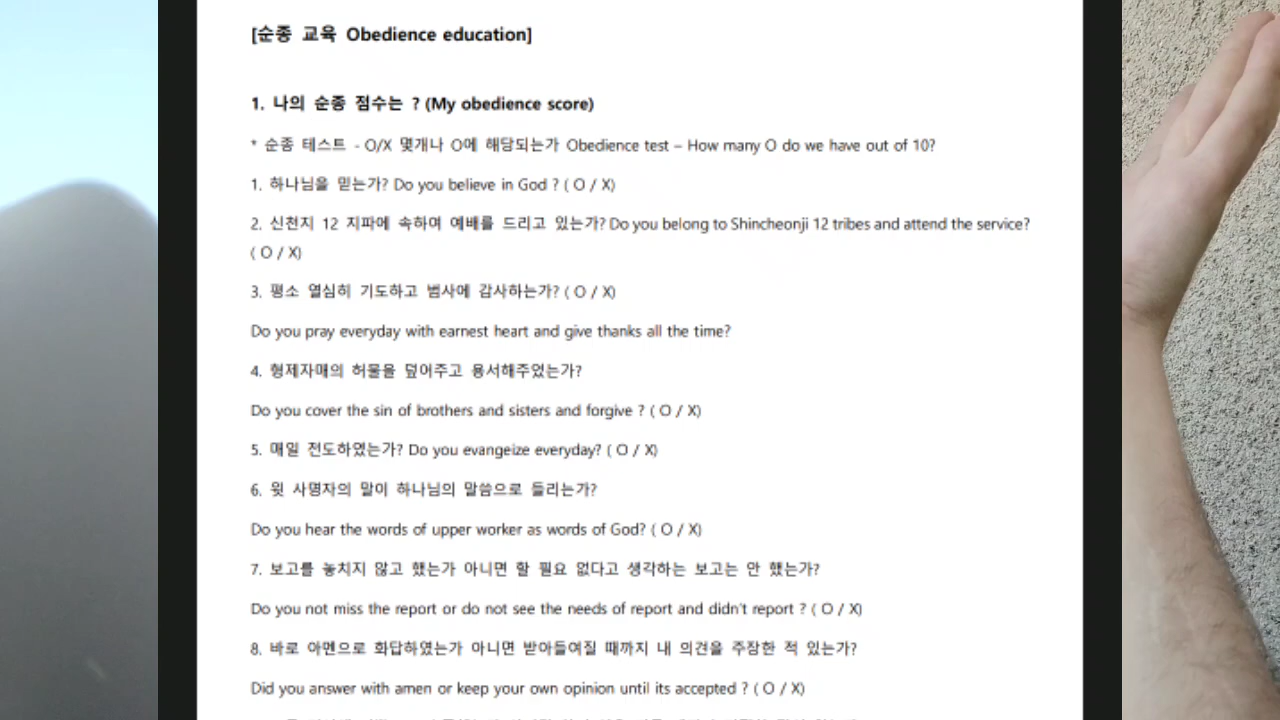 [순종 교육 Obedience education]
1. 나의 순종 점수는 ? (My obedience score)
* 순종 테스트 - O/X 몇개나 O에 해당되는가 Obedience test – How many O do we have out of 10?
1. 하나님을 믿는가? Do you believe in God ? ( O / X)
2. 신천지 12 지파에 속하여 예배를 드리고 있는가? Do you belong to Shincheonji 12 tribes and attend the service?
( O / X)
3. 평소 열심히 기도하고 범사에 감사하는가? ( O / X)
Do you pray everyday with earnest heart and give thanks all the time?
4. 형제자매의 허물을 덮어주고 용서해주었는가?
Do you cover the sin of brothers and sisters and forgive ? ( O / X)
5. 매일 전도하였는가? Do you evangeize everyday? ( O / X)
6. 윗 사명자의 말이 하나님의 말씀으로 들리는가?
Do you hear the words of upper worker as words of God? ( O / X)
7. 보고를 놓치지 않고 했는가 아니면 할 필요 없다고 생각하는 보고는 안 했는가?
Do you not miss the report or do not see the needs of report and didn't report ? ( O / X)
8. 바로 아멘으로 화답하였는가 아니면 받아들여질 때까지 내 의견을 주장한 적 있는가?
Did you answer with amen or keep your own opinion until its accepted ? ( O / X)